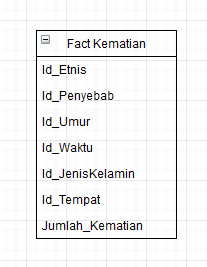 Fact Kematian
Id_Etnis
Id_Penyebab
Id_Umur
Id_Waktu
Id_JenisKelamin
Id_Tempat
Jumlah_Kematian